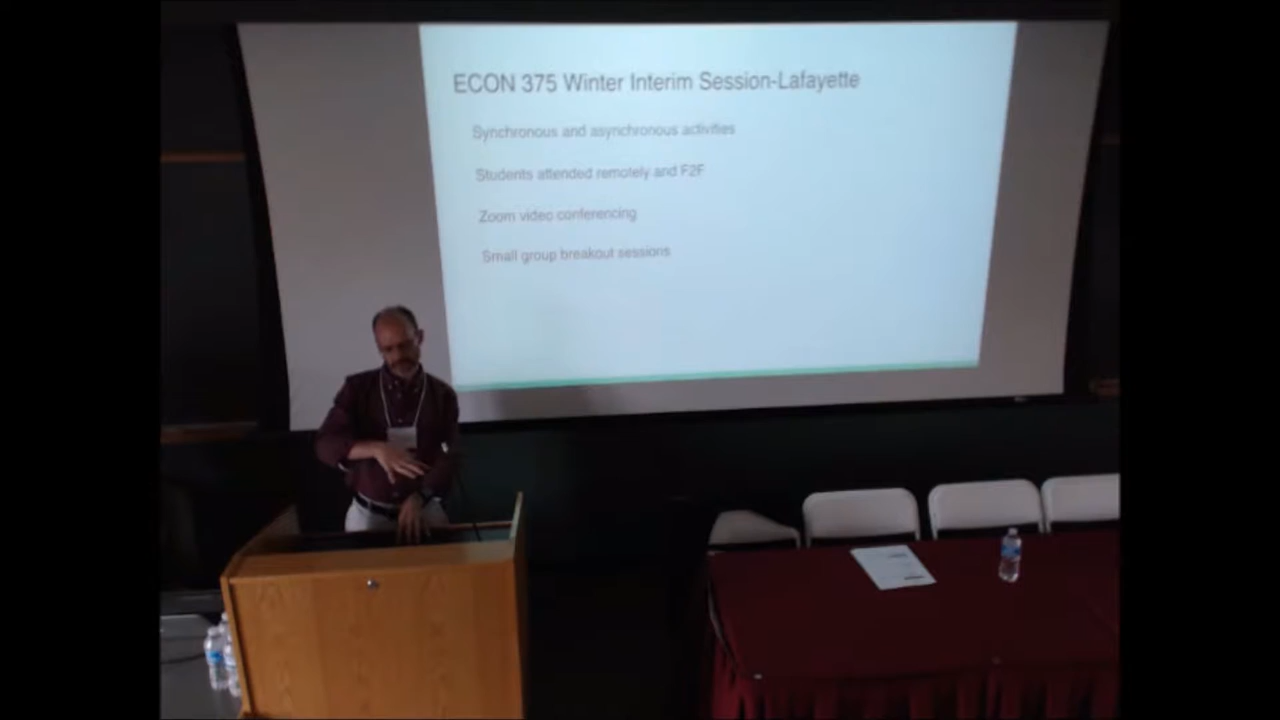 ECON 375 Winter Interim Session-Lafayette
Synchronous and asynchronous activities
Students attended remotely and F2F
Zoom video conferencing
Small group breakout sessions